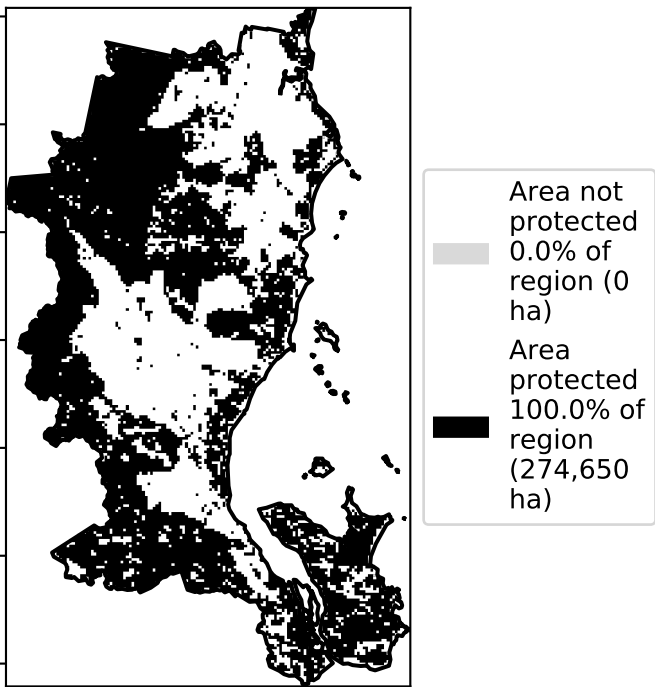 Area not
protected
0.0% of
region (0
ha)
Area
protected
100.0% of
region
(274,650
ha)